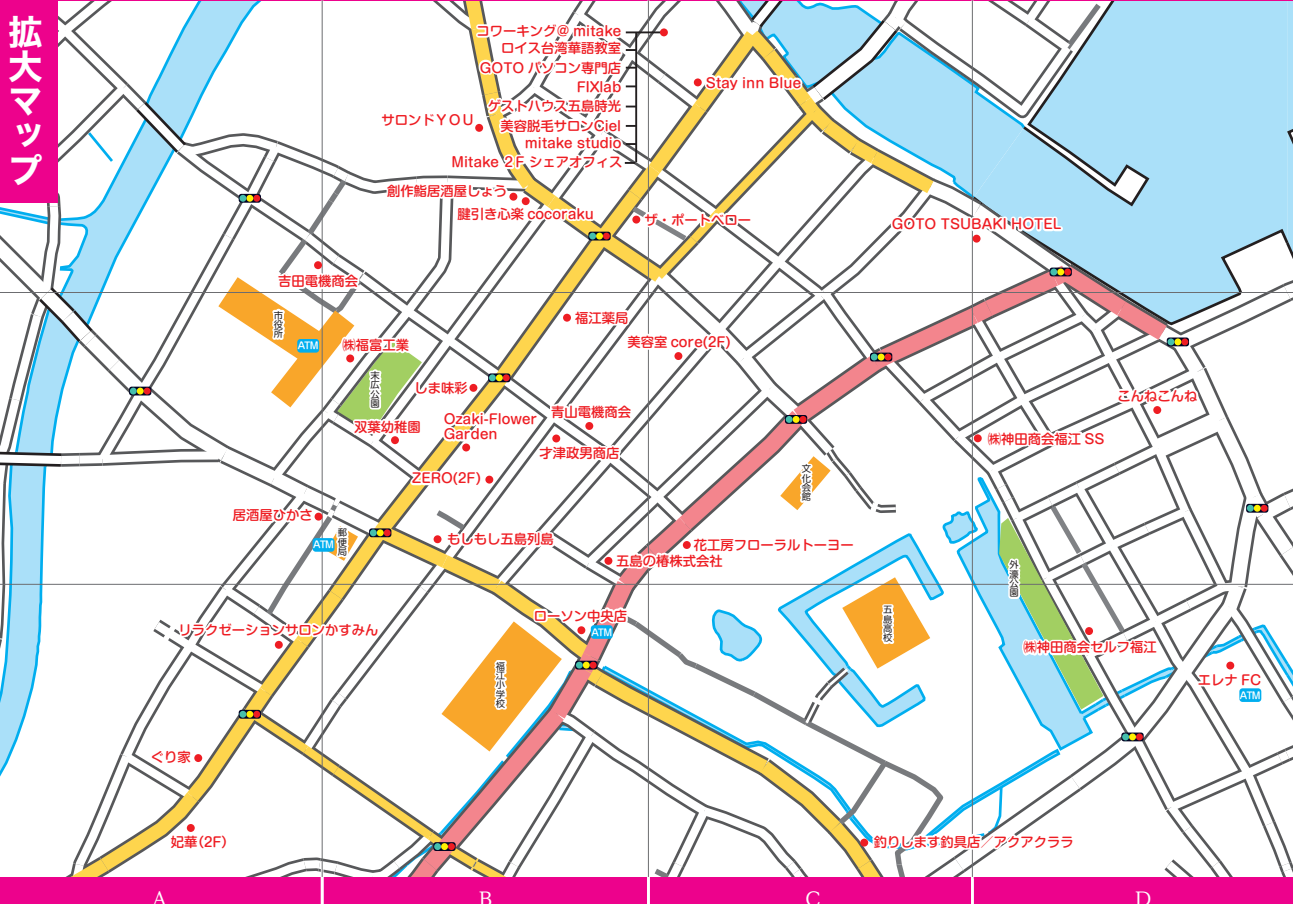 拡大マップ
コワーキング@ mitake
ロイス台湾華語教室
GOTO パソコン専門店
FIXlab
ゲストハウス五島時光
美容脱毛サロンCiel
mitake studio
Mitake 2F シェアオフィス
Stay inn Blue
サロンドYOU
創作鮨居酒屋しょう
腱引き心楽 cocoraku
ザ・ポートベロー
GOTO TSUBAKI HOTEL
吉田電機商会
市役所
ATM
㈱福富工業
末広公園
福江薬局
美容室 core(2F)
しま味彩
双葉幼稚園
Ozaki-Flower
Garden
青山電機商会
才津政男商店
ZERO(2F)
こんねこんね
㈱神田商会福江 SS
文化会館
居酒屋ひかさ
ATM
郵便局
もしもし五島列島
花工房フローラルトーヨー
五島の椿株式会社
外濠公園
ローソン中央店
ATM
五島高校
リラクゼーションサロンかすみん
福江小学校
㈱神田商会セルフ福江
エレナ FC
ATM
ぐり家
妃華(2F)
釣りします釣具店／アクアクララ
A
B
C
D